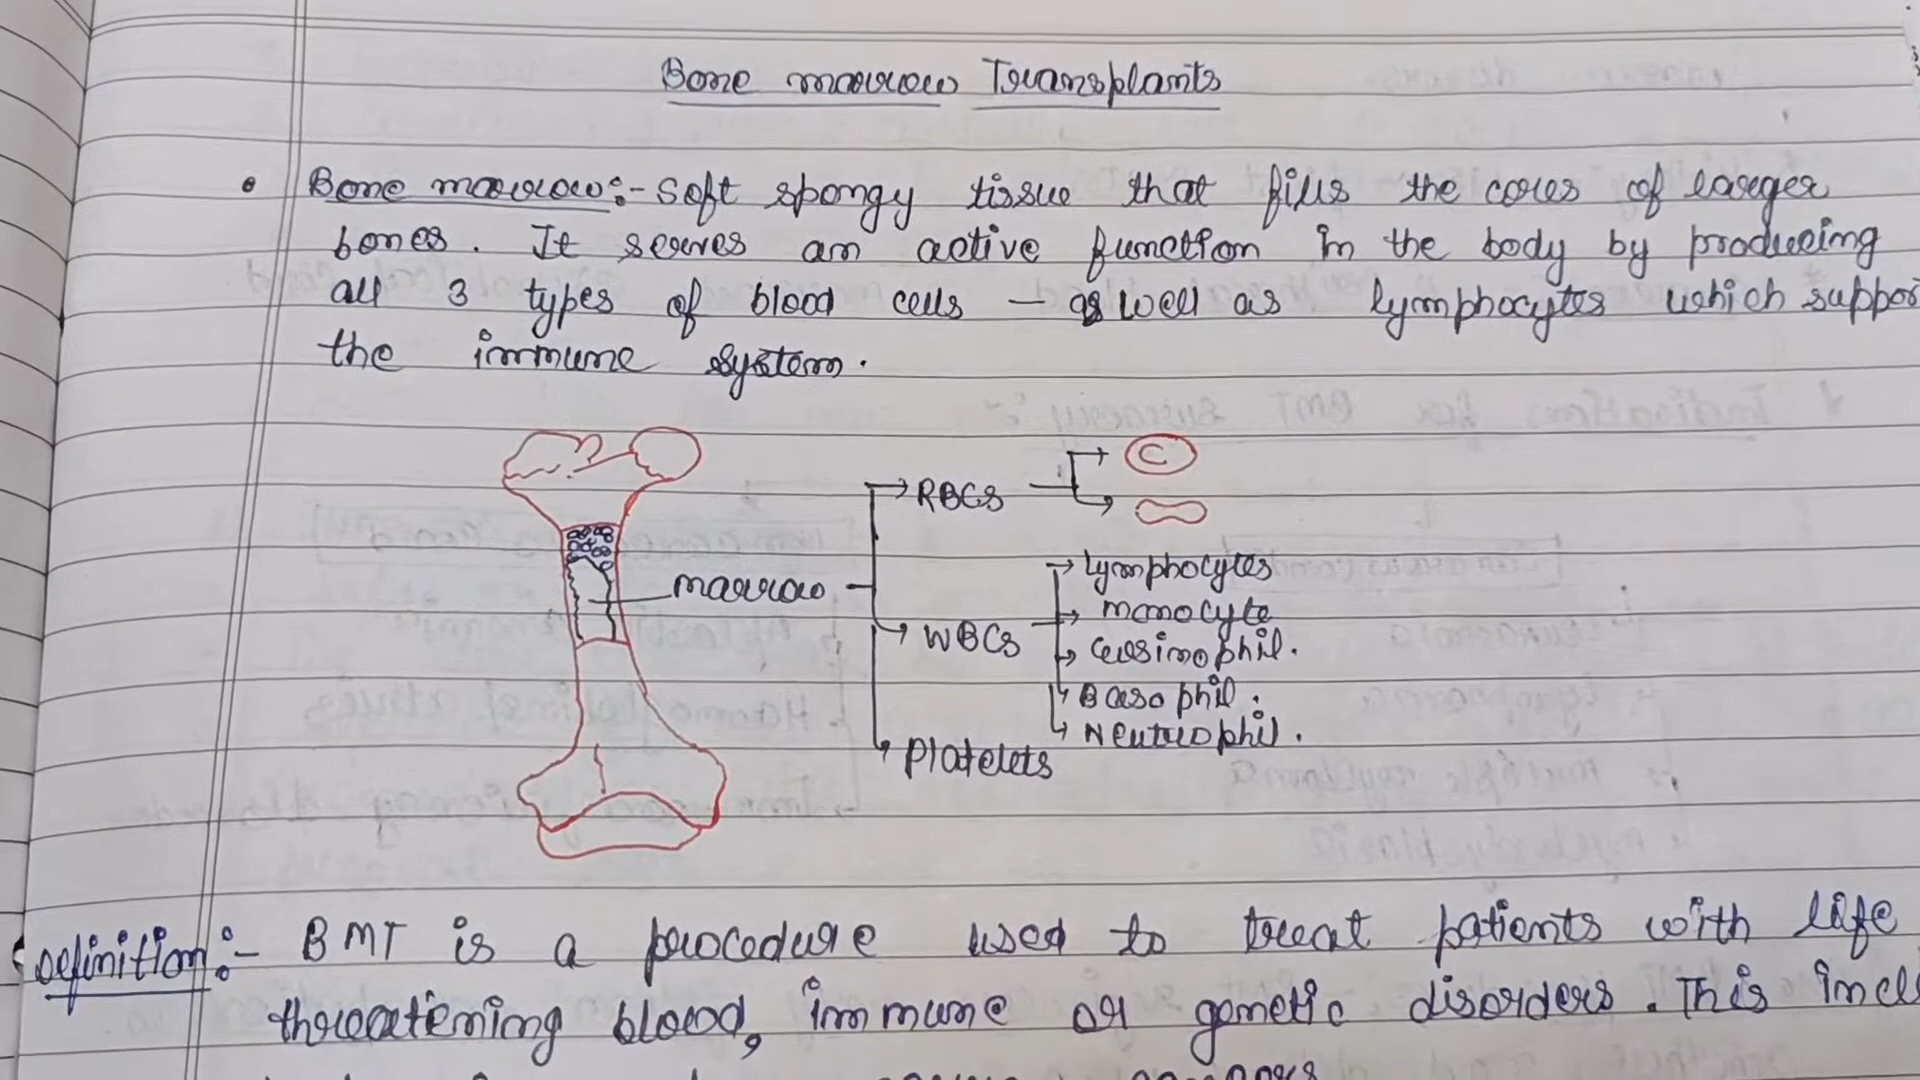 Bone marrow Transplants
• Bone marrow:- Soft spongy tissue that fills the cores of larger
bones. It serves an active function in the body by producing
all 3 types of blood cells — as well as lymphocytes which suppor
the immune system.
RBCs
C
marrow
WBCs
Lymphocytes
monocyte
Eeosinophil.
Basophil.
Neutrophil.
Platelets
Definition:- BMT is a procedure used to treat patients with life
threatening blood, immune or genetic disorders. This incl